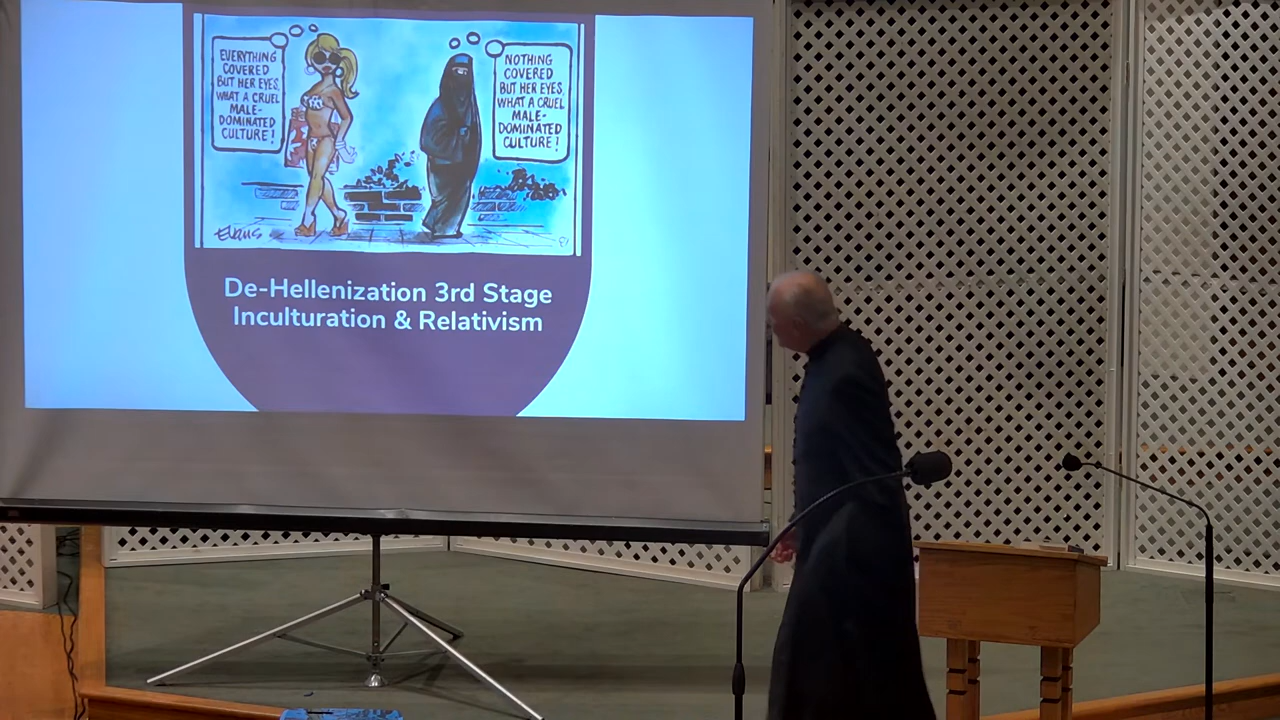 EVERYTHING
COVERED
BUT HER EYES,
WHAT A CRUEL
MALE-
DOMINATED
CULTURE!
NOTHING
COVERED
BUT HER EYES,
WHAT A CRUEL
MALE-
DOMINATED
CULTURE!
De-Hellenization 3rd Stage
Inculturation & Relativism